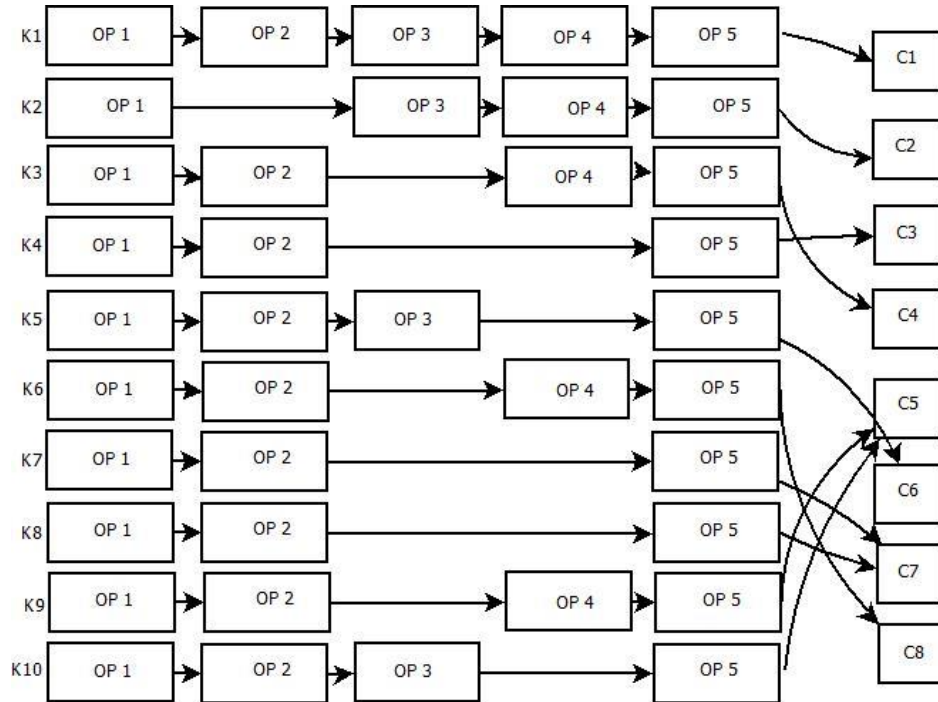 K1 OP 1 OP 2 OP 3 OP 4 OP 5 C1
K2 OP 1 OP 3 OP 4 OP 5 C2
K3 OP 1 OP 2 OP 4 OP 5
K4 OP 1 OP 2 OP 5 C3
K5 OP 1 OP 2 OP 3 OP 5 C4
K6 OP 1 OP 2 OP 4 OP 5 C5
K7 OP 1 OP 2 OP 5 C6
K8 OP 1 OP 2 OP 5 C7
K9 OP 1 OP 2 OP 4 OP 5
K10 OP 1 OP 2 OP 3 OP 5 C8